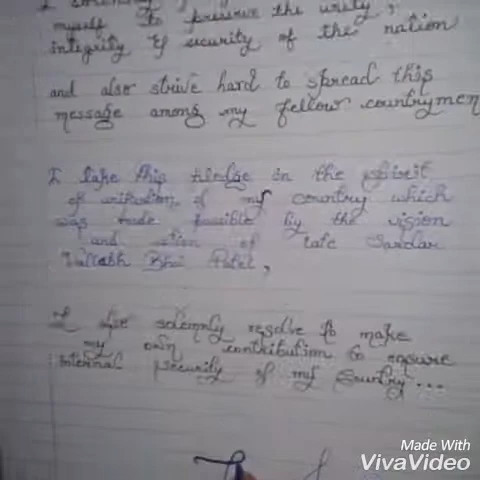 myself to preserve the unity,
integrity & security of the nation
and also strive hard to spread this
message among my fellow countrymen
I take this pledge in the spirit
of unification of my country which
was made possible by the vision
and action of late Sardar
Vallabh Bhai Patel,
I solemnly resolve to make
my own contribution to ensure
internal security of my country...
Made With
VivaVideo